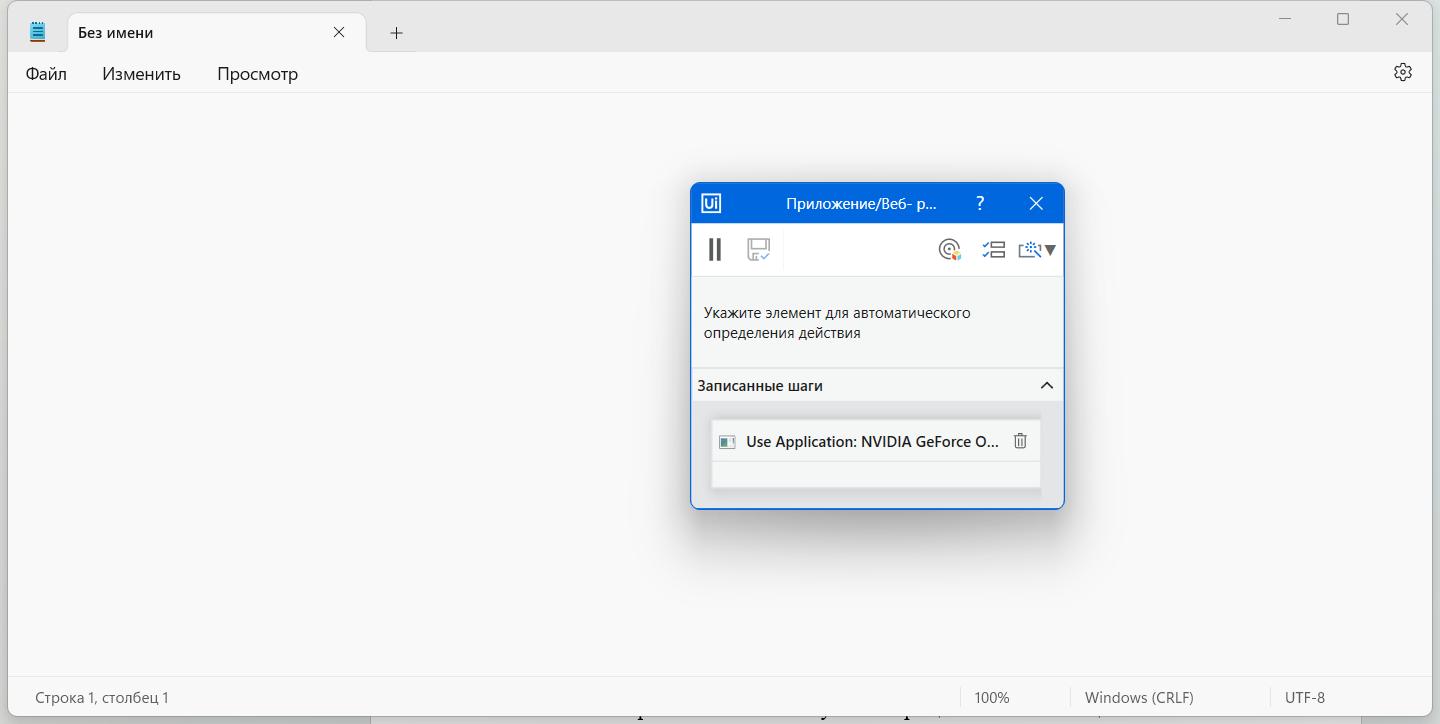 Без имени
Файл Изменить Просмотр
Ui Приложение/Веб- р... ?
Укажите элемент для автоматического
определения действия
Записанные шаги
Use Application: NVIDIA GeForce O...
Строка 1, столбец 1 100% Windows (CRLF) UTF-8